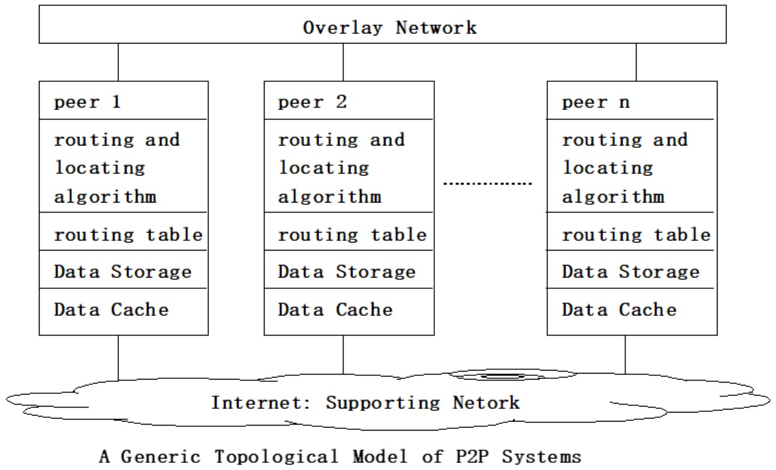 Overlay Network
peer 1
routing and
locating
algorithm
routing table
Data Storage
Data Cache
peer 2
routing and
locating
algorithm
routing table
Data Storage
Data Cache
peer n
routing and
locating
algorithm
routing table
Data Storage
Data Cache
Internet: Supporting Netork
A Generic Topological Model of P2P Systems